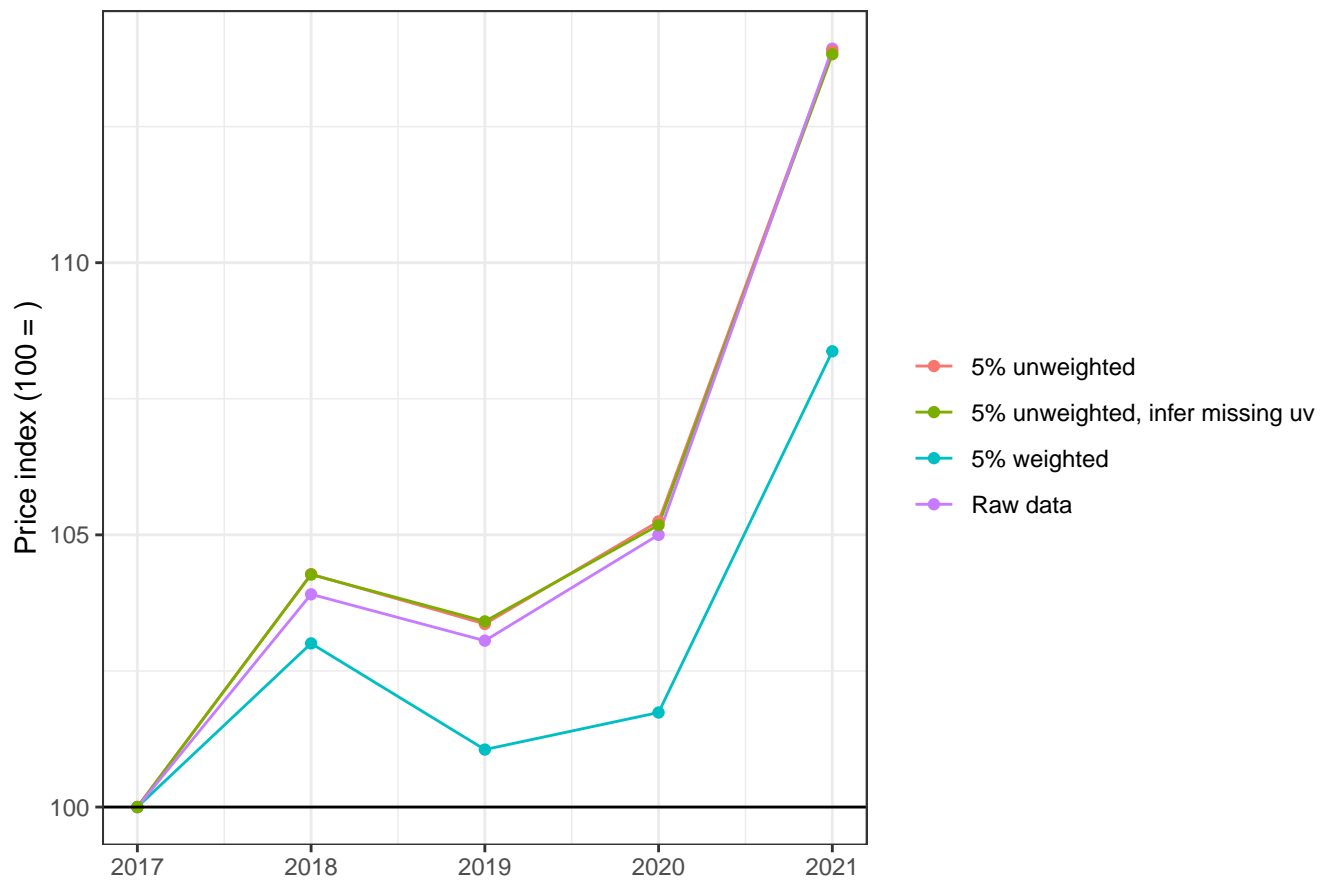 Price index (100 = )
110
105
100
2017
2018
2019
2020
2021
5% unweighted
5% unweighted, infer missing uv
5% weighted
Raw data